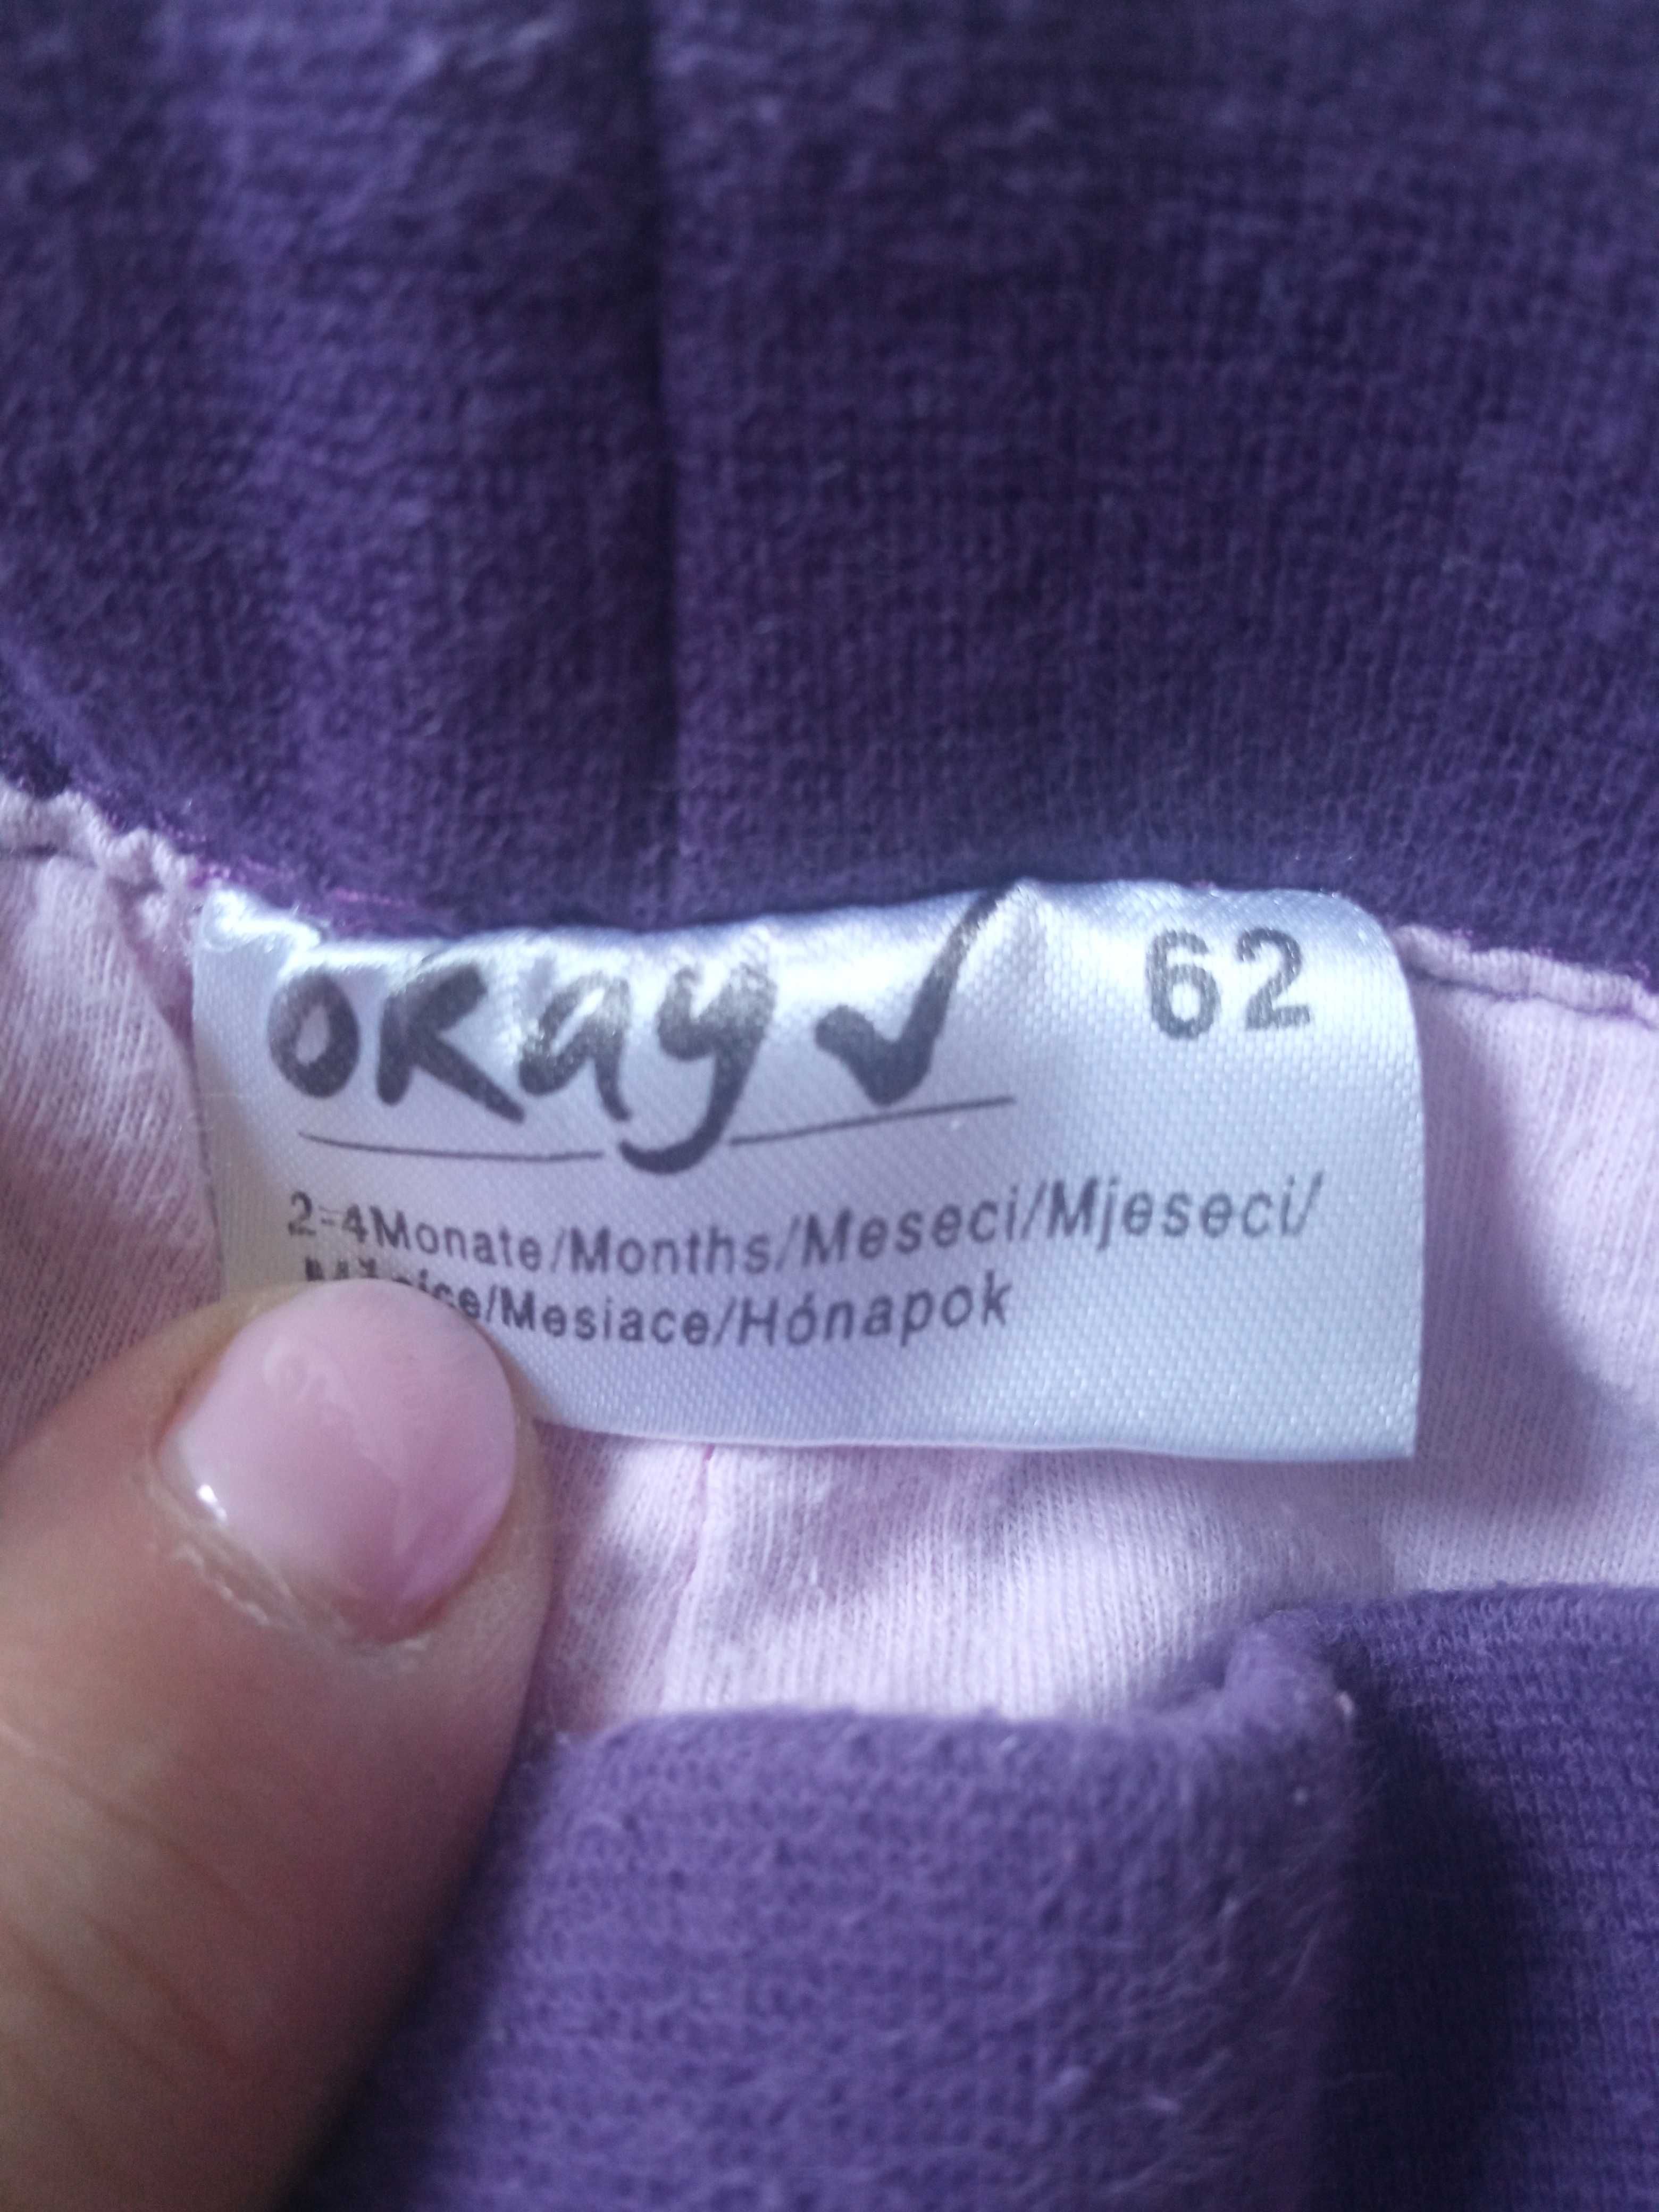 okay✓ 62
2-4Monate/Months/Meseci/Mjeseci/
/Mesiace/Hónapok